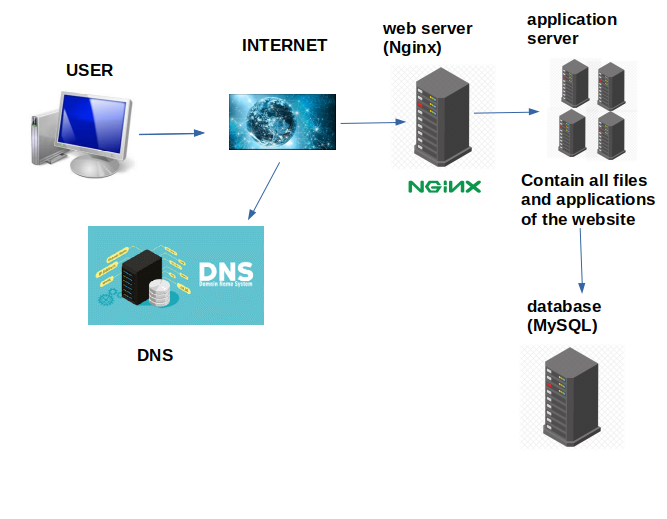 USER
INTERNET
web server
(Nginx)
application
server
NGINX
Contain all files
and applications
of the website
DNS
Domain Name System
DNS
database
(MySQL)